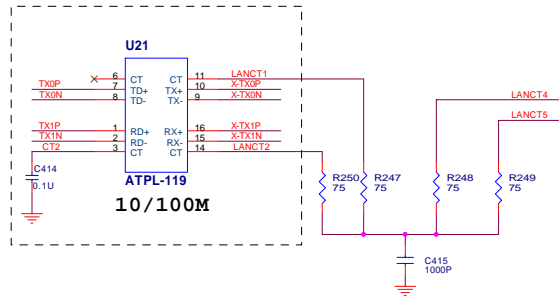 U21
6 CT CT 11 LANCT1
TX0P 7 TD+ TX+ 10 X-TX0P
TX0N 8 TD- TX- 9 X-TX0N
TX1P 1 RD+ RX+ 16 X-TX1P
TX1N 2 RD- RX- 15 X-TX1N
CT2 3 CT CT 14 LANCT2
LANCT4
LANCT5
C414
0.1U
ATPL-119
10/100M
R250
75
R247
75
R248
75
R249
75
C415
1000P